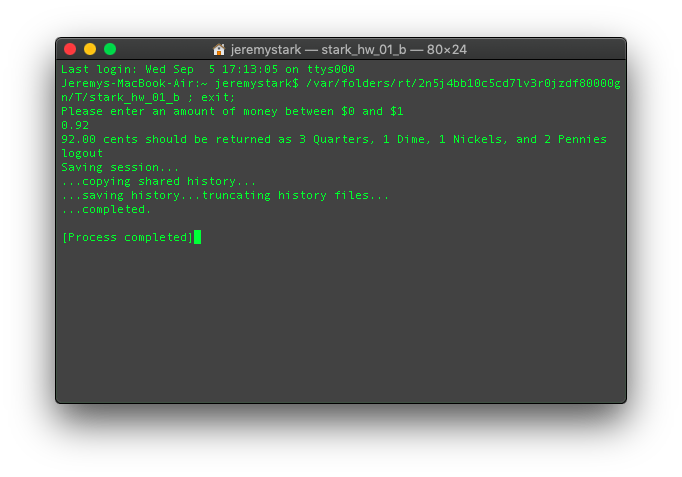 jeremystark — stark_hw_01_b — 80×24
Last login: Wed Sep  5 17:13:05 on ttys000
Jeremys-MacBook-Air:~ jeremystark$ /var/folders/rt/2n5j4bb10c5cd7lv3r0jzdf80000g
n/T/stark_hw_01_b ; exit;
Please enter an amount of money between $0 and $1
0.92
92.00 cents should be returned as 3 Quarters, 1 Dime, 1 Nickels, and 2 Pennies
logout
Saving session...
...copying shared history...
...saving history...truncating history files...
...completed.
[Process completed]